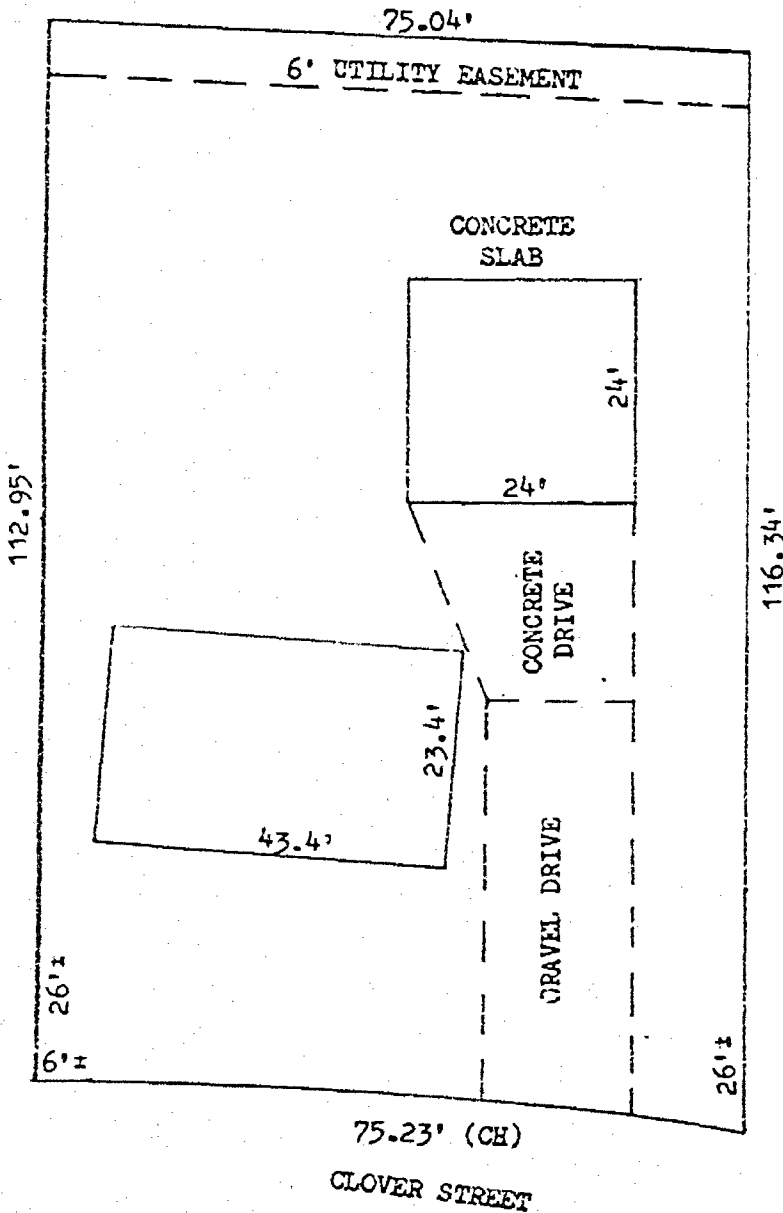 75.04'
6' UTILITY EASEMENT
CONCRETE
SLAB
24'
24'
112.95'
116.34'
CONCRETE
DRIVE
23.4'
43.4'
GRAVEL DRIVE
26'±
6'±
26'±
75.23' (CH)
CLOVER STREET